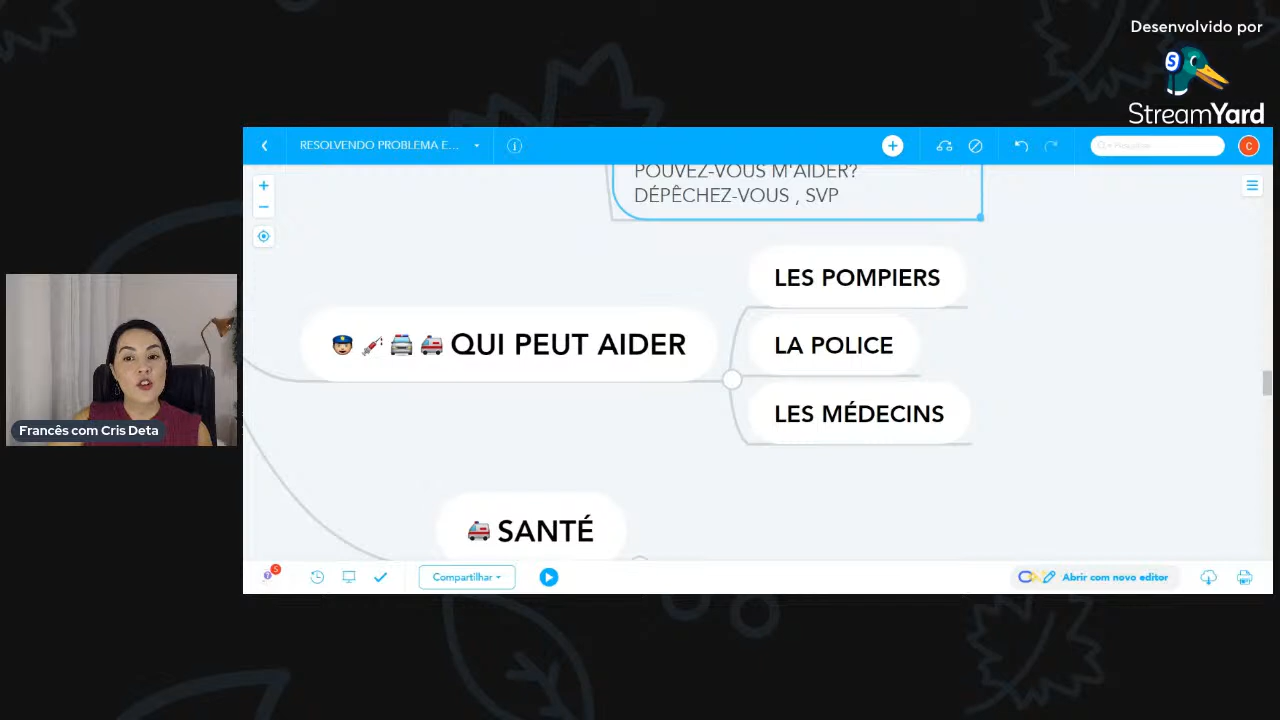 Desenvolvido por
StreamYard
RESOLVENDO PROBLEMA E...
C
POUVEZ-VOUS M'AIDER?
DÉPÊCHEZ-VOUS , SVP
LES POMPIERS
QUI PEUT AIDER
LA POLICE
LES MÉDECINS
Francês com Cris Deta
SANTÉ
5
Compartilhar
Abrir com novo editor